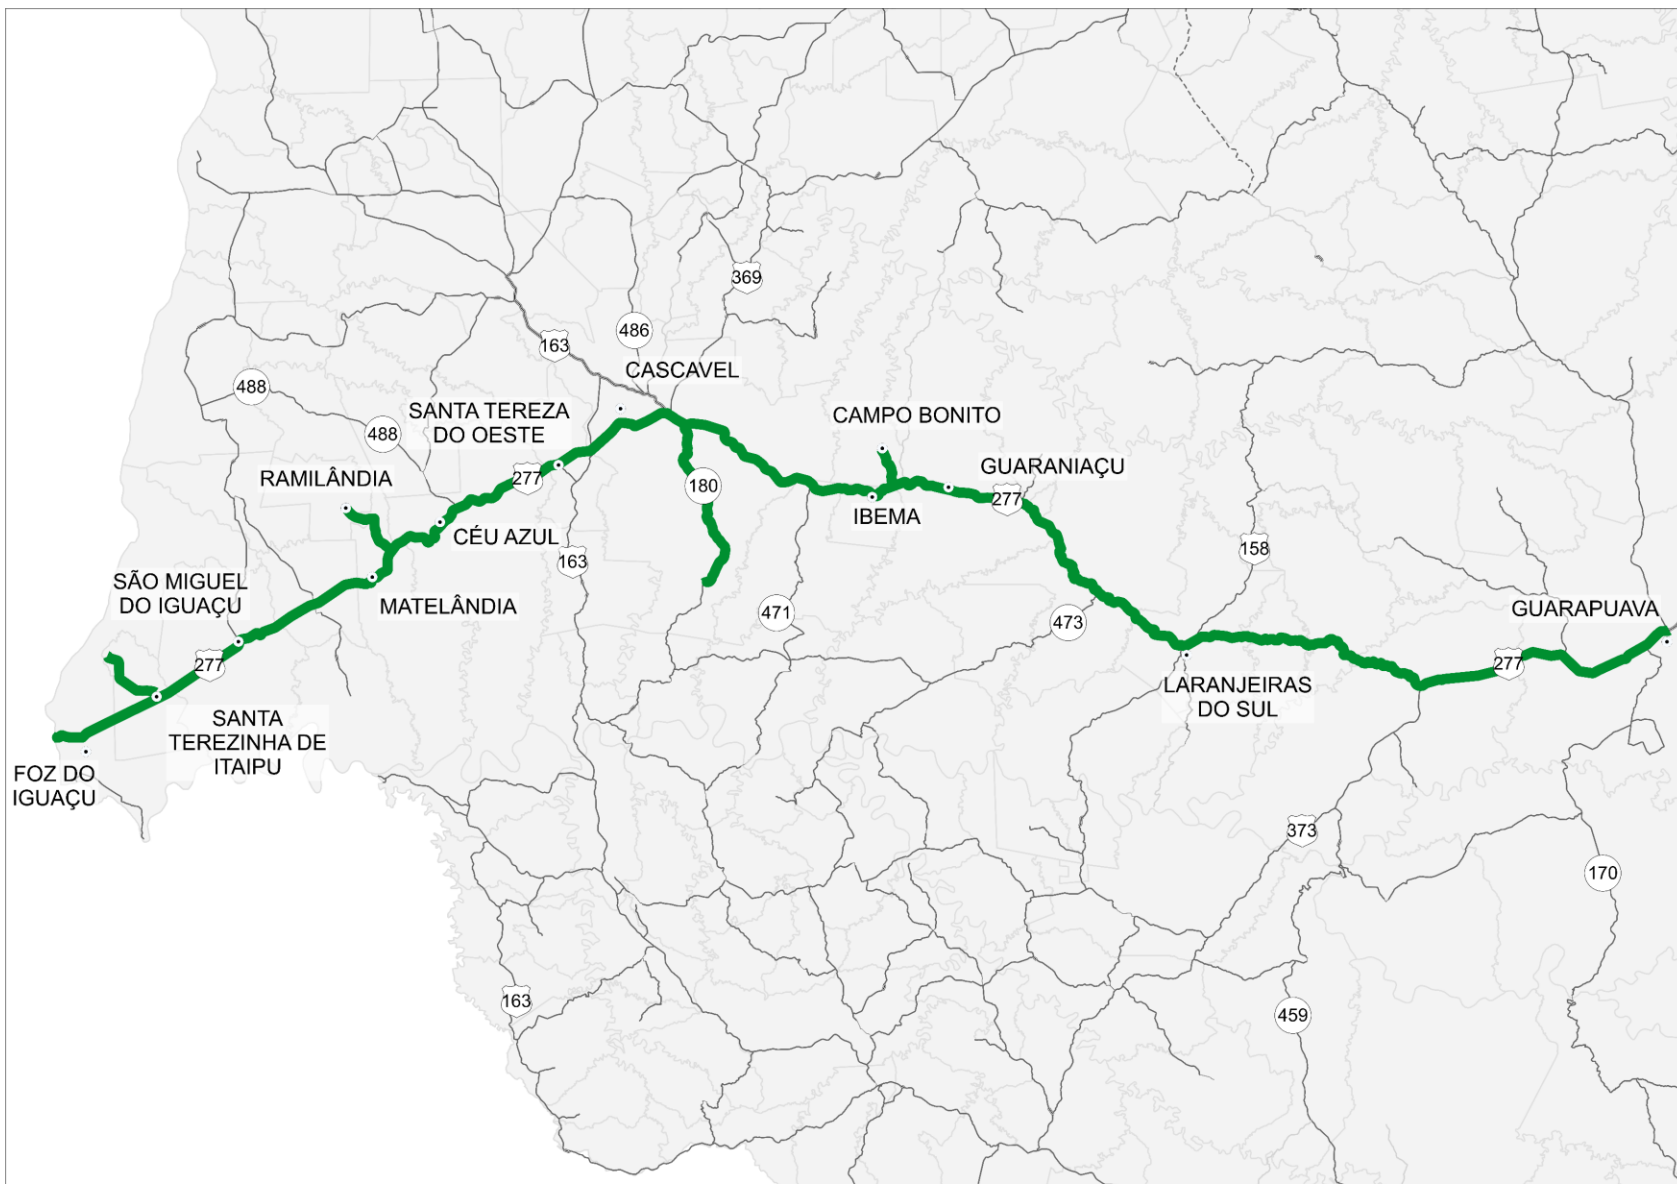 369
486
163
CASCAVEL
488
SANTA TEREZA
DO OESTE
CAMPO BONITO
488
RAMILÂNDIA
277
180
GUARANIAÇU
277
IBEMA
CÉU AZUL
163
158
SÃO MIGUEL
DO IGUAÇU
MATELÂNDIA
471
473
GUARAPUAVA
277
277
LARANJEIRAS
DO SUL
SANTA
TEREZINHA DE
ITAIPU
FOZ DO
IGUAÇU
373
170
163
459